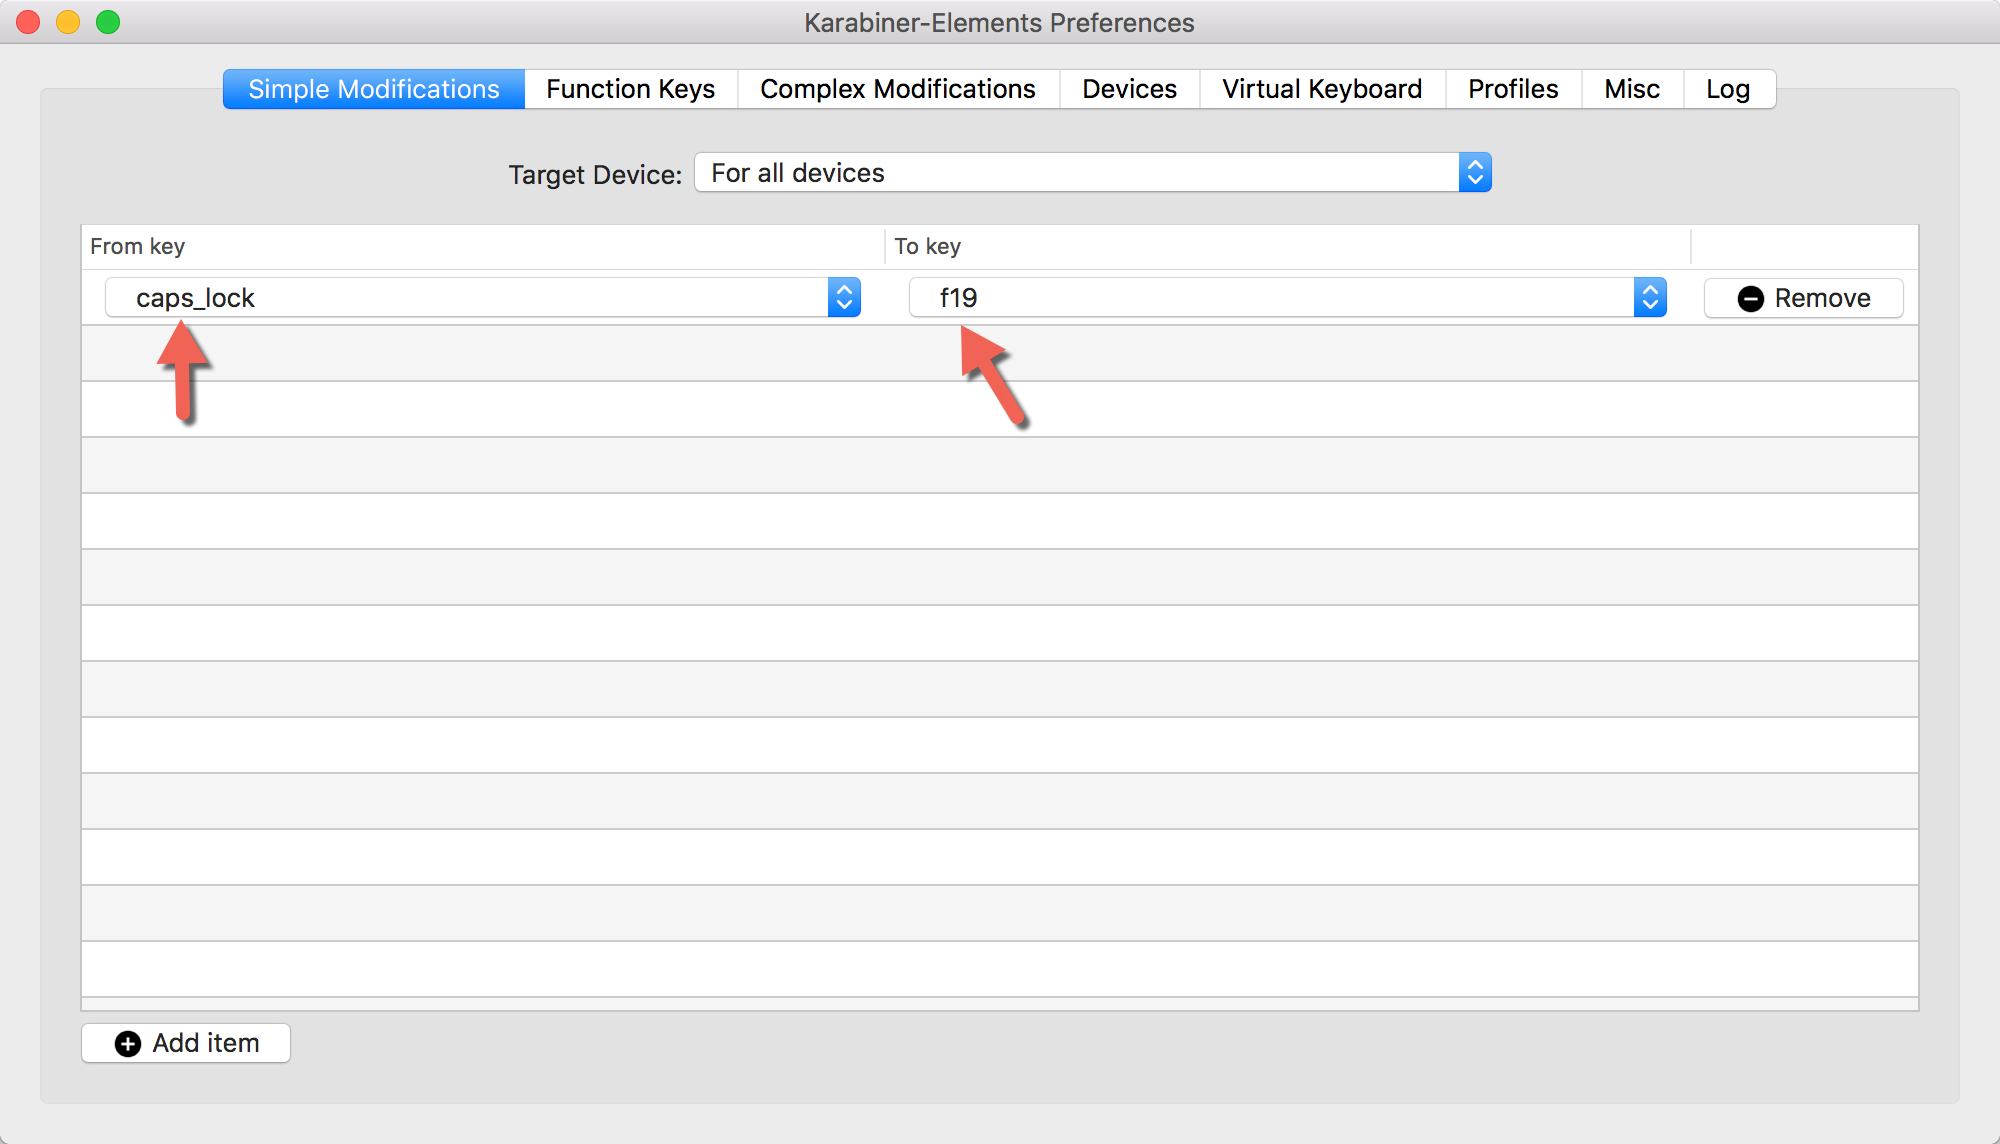 Karabiner-Elements Preferences
Simple Modifications Function Keys Complex Modifications Devices Virtual Keyboard Profiles Misc Log
Target Device: For all devices
From key To key
caps_lock f19 Remove
Add item